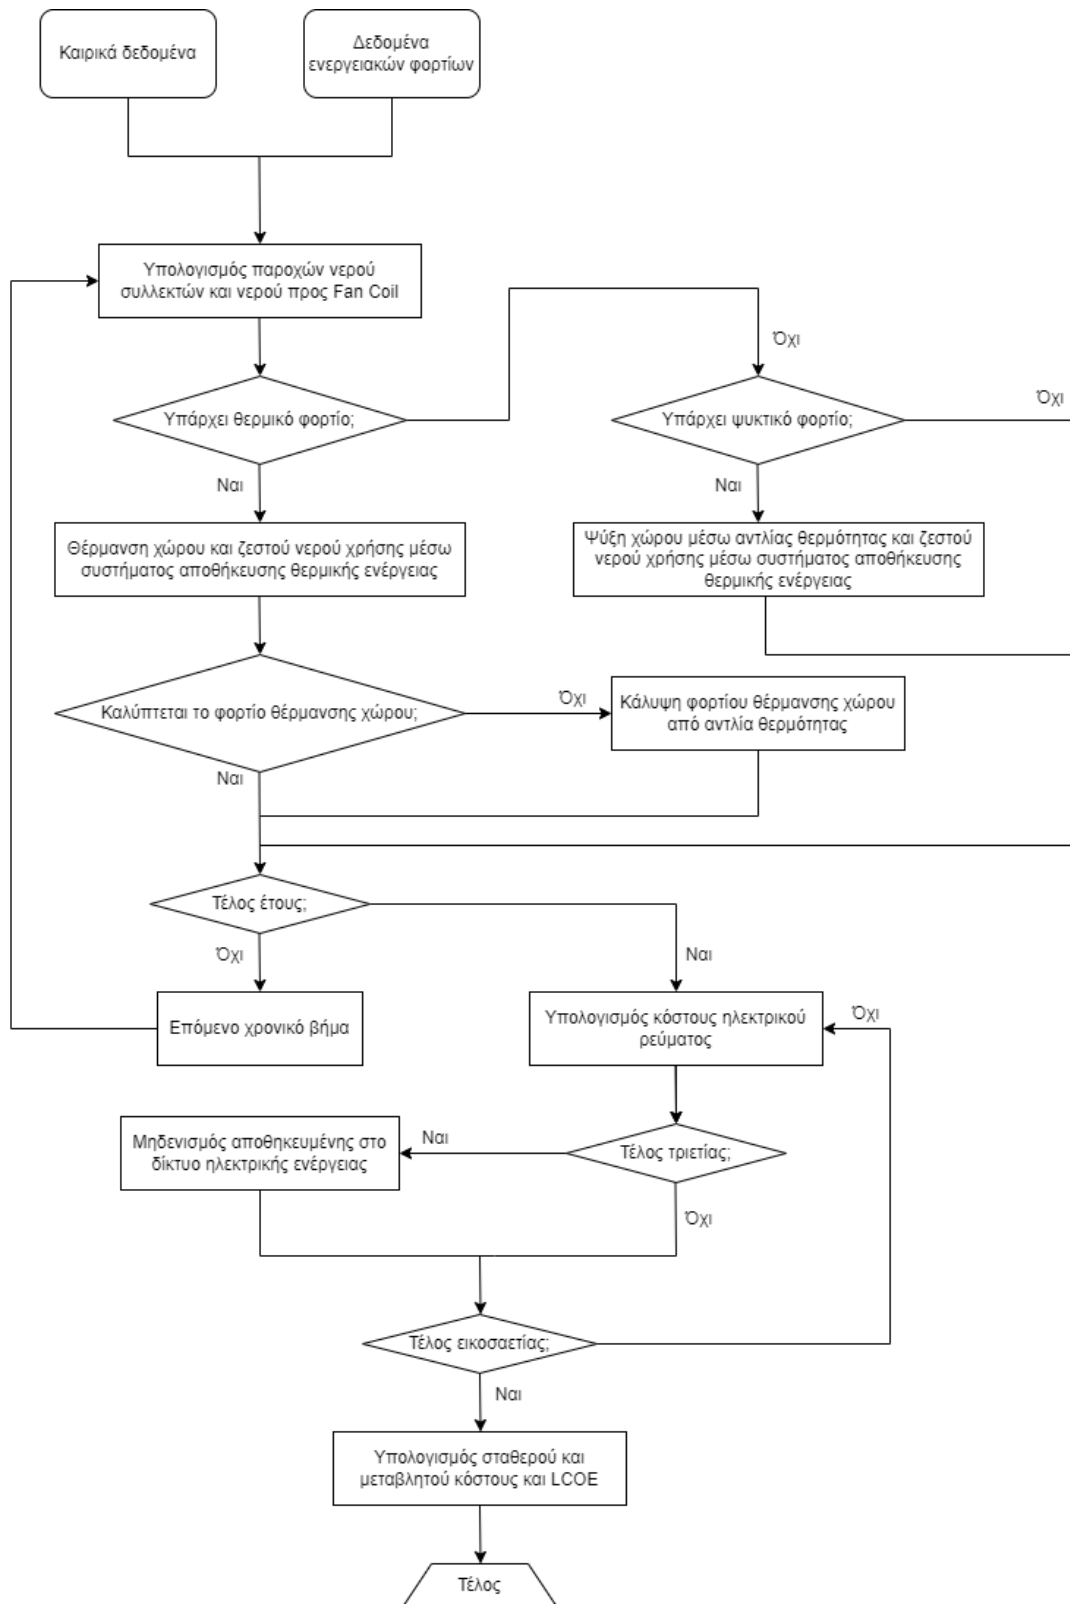 Καιρικά δεδομένα
Δεδομένα
ενεργειακών φορτίων
Υπολογισμός παροχών νερού
συλλεκτών και νερού προς Fan Coil
Όχι
Υπάρχει θερμικό φορτίο;
Υπάρχει ψυκτικό φορτίο;
Όχι
Ναι
Ναι
Θέρμανση χώρου και ζεστού νερού χρήσης μέσω
συστήματος αποθήκευσης θερμικής ενέργειας
Ψύξη χώρου μέσω αντλίας θερμότητας και ζεστού
νερού χρήσης μέσω συστήματος αποθήκευσης
θερμικής ενέργειας
Καλύπτεται το φορτίο θέρμανσης χώρου;
Όχι
Κάλυψη φορτίου θέρμανσης χώρου
από αντλία θερμότητας
Ναι
Τέλος έτους;
Όχι
Ναι
Επόμενο χρονικό βήμα
Υπολογισμός κόστους ηλεκτρικού
ρεύματος
Όχι
Μηδενισμός αποθηκευμένης στο
δίκτυο ηλεκτρικής ενέργειας
Ναι
Τέλος τριετίας;
Όχι
Τέλος εικοσαετίας;
Ναι
Υπολογισμός σταθερού και
μεταβλητού κόστους και LCOE
Τέλος